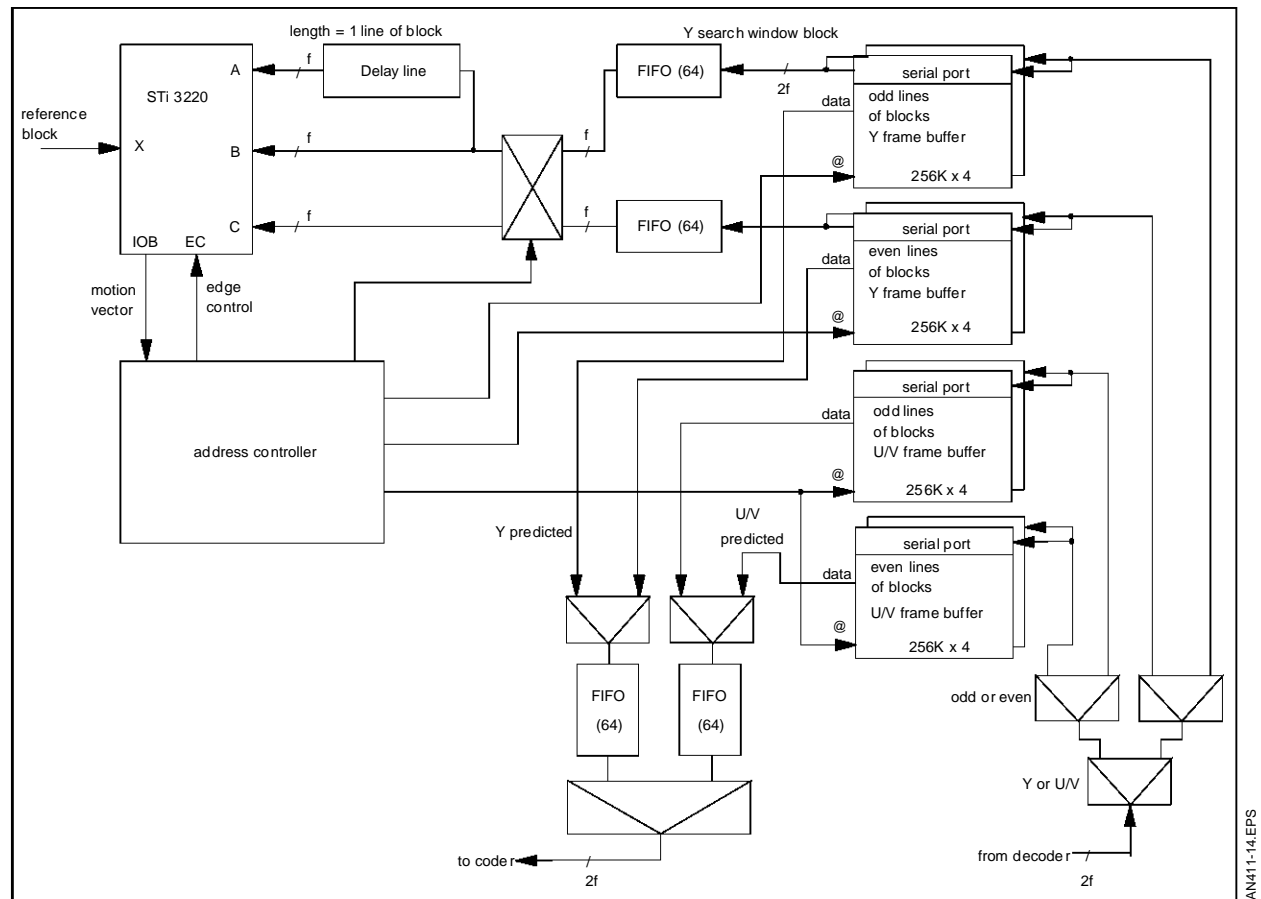 length = 1 line of block
Y search window block
f
A
Delay line
FIFO (64)
2f
serial port
STi 3220
data
odd lines
of blocks
Y frame buffer
reference
block
X
B
f
f
@
256K x 4
C
f
f
FIFO (64)
serial port
IOB
EC
data
even lines
of blocks
Y frame buffer
motion
vector
edge
control
@
256K x 4
serial port
data
odd lines
of blocks
U/V frame buffer
address controller
@
256K x 4
Y predicted
U/V
predicted
serial port
data
even lines
of blocks
U/V frame buffer
@
256K x 4
FIFO
(64)
FIFO
(64)
odd or even
Y or U/V
to coder
2f
from decoder
2f
AN411-14.EPS